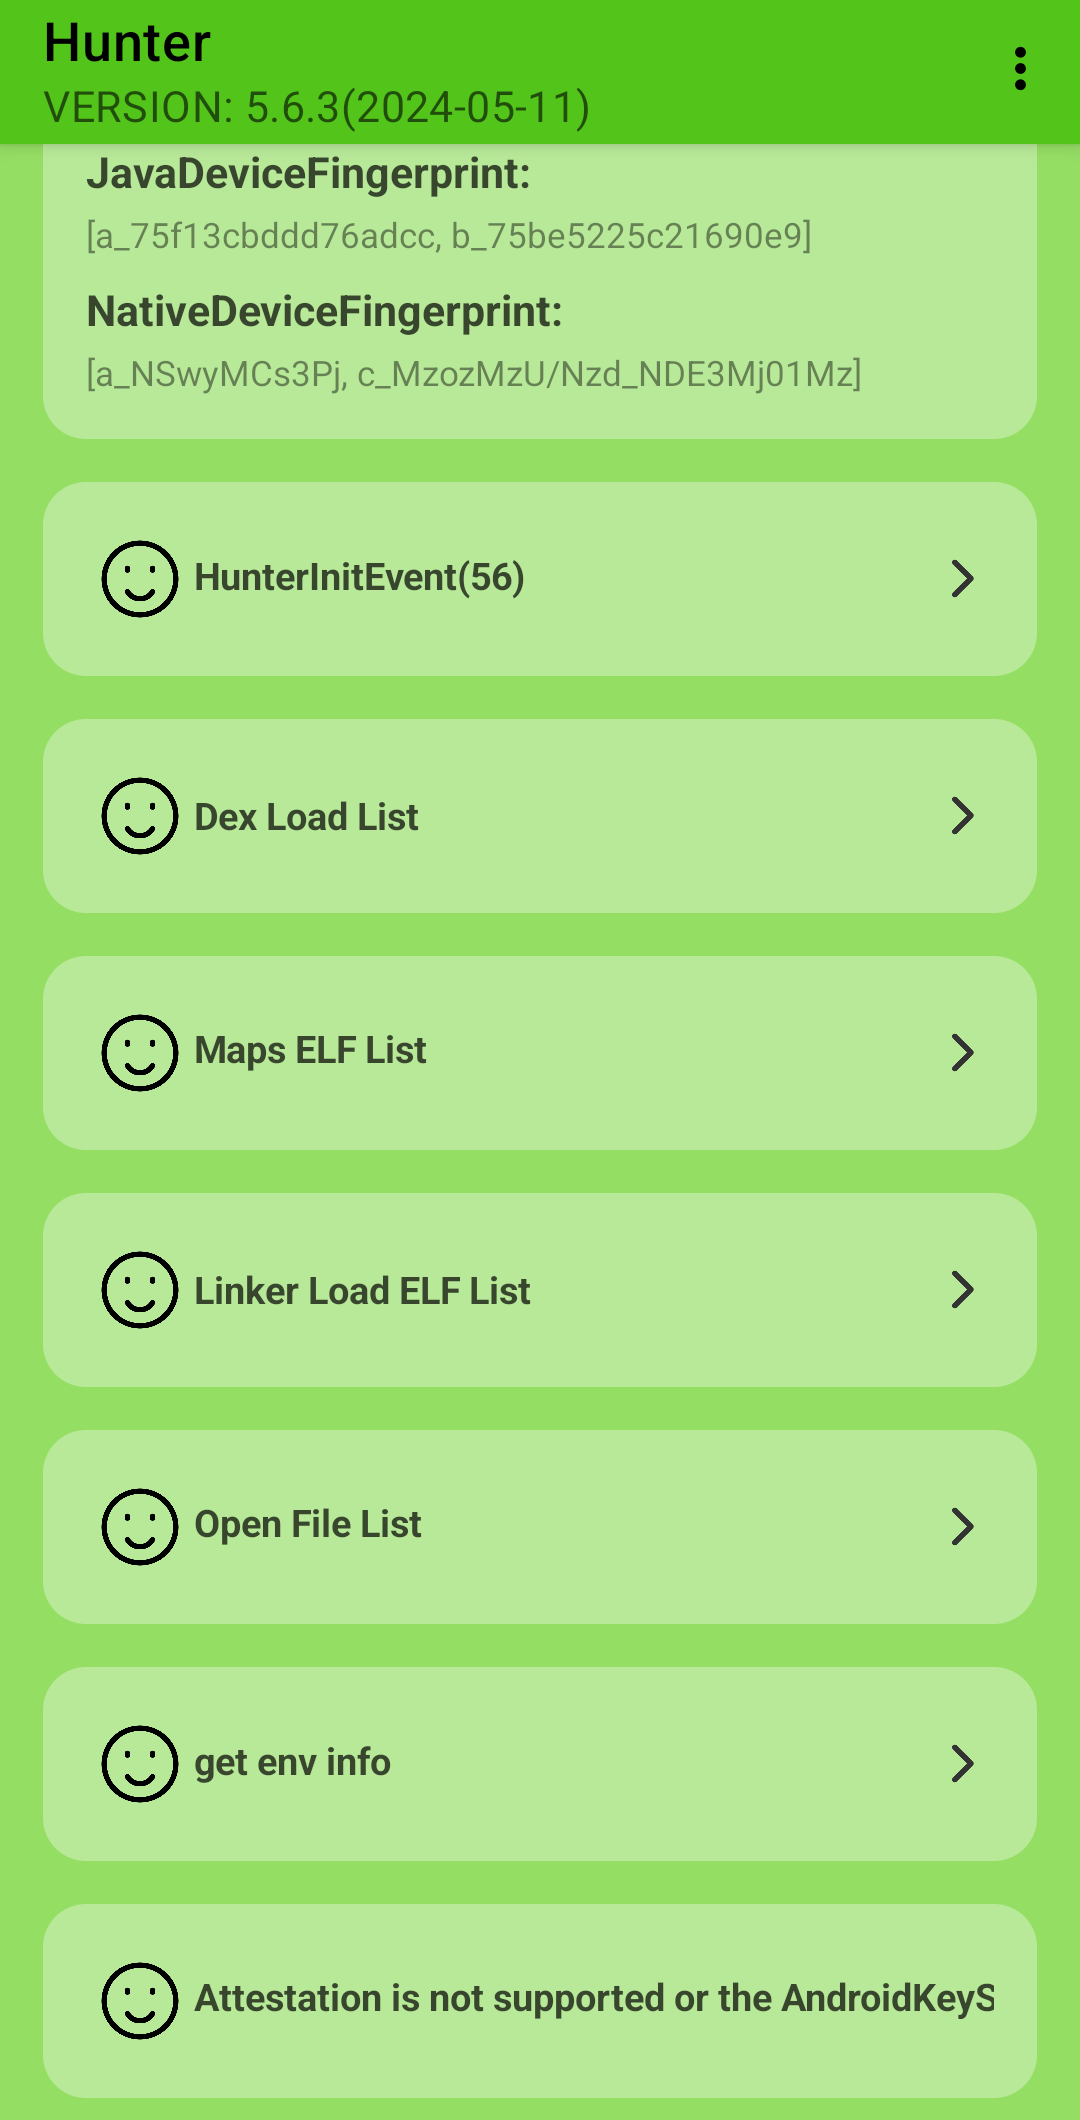 Hunter
VERSION: 5.6.3(2024-05-11)
JavaDeviceFingerprint:
[a_75f13cbddd76adcc, b_75be5225c21690e9]
NativeDeviceFingerprint:
[a_NSwyMCs3Pj, c_MzozMzU/Nzd_NDE3Mj01Mz]
HunterInitEvent(56)
Dex Load List
Maps ELF List
Linker Load ELF List
Open File List
get env info
Attestation is not supported or the AndroidKeyS